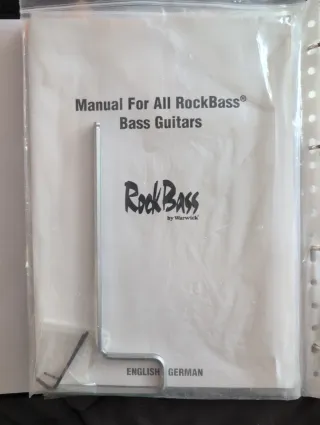 Manual For All RockBass®
Bass Guitars
RockBass
by Warwick
ENGLISH GERMAN